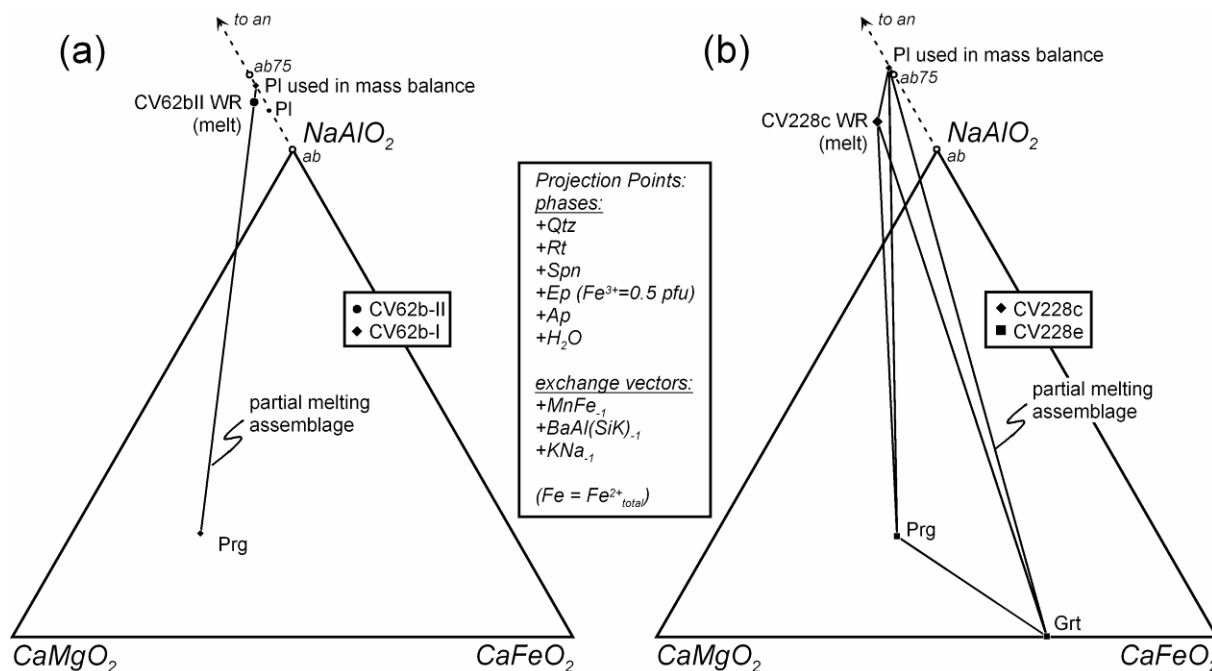 (a)
to an
ab75
Pl used in mass balance
CV62bII WR
(melt)
Pl
NaAlO₂
ab
CV62b-II
CV62b-I
partial melting
assemblage
Prg
CaMgO₂
CaFeO₂
Projection Points:
phases:
+Qtz
+Rt
+Spn
+Ep (Fe³⁺=0.5 pfu)
+Ap
+H₂O
exchange vectors:
+MnFe₋₁
+BaAl(SiK)₋₁
+KNa₋₁
(Fe = Fe²⁺total)
(b)
to an
Pl used in mass balance
ab75
CV228c WR
(melt)
NaAlO₂
ab
CV228c
CV228e
partial melting
assemblage
Prg
Grt
CaMgO₂
CaFeO₂